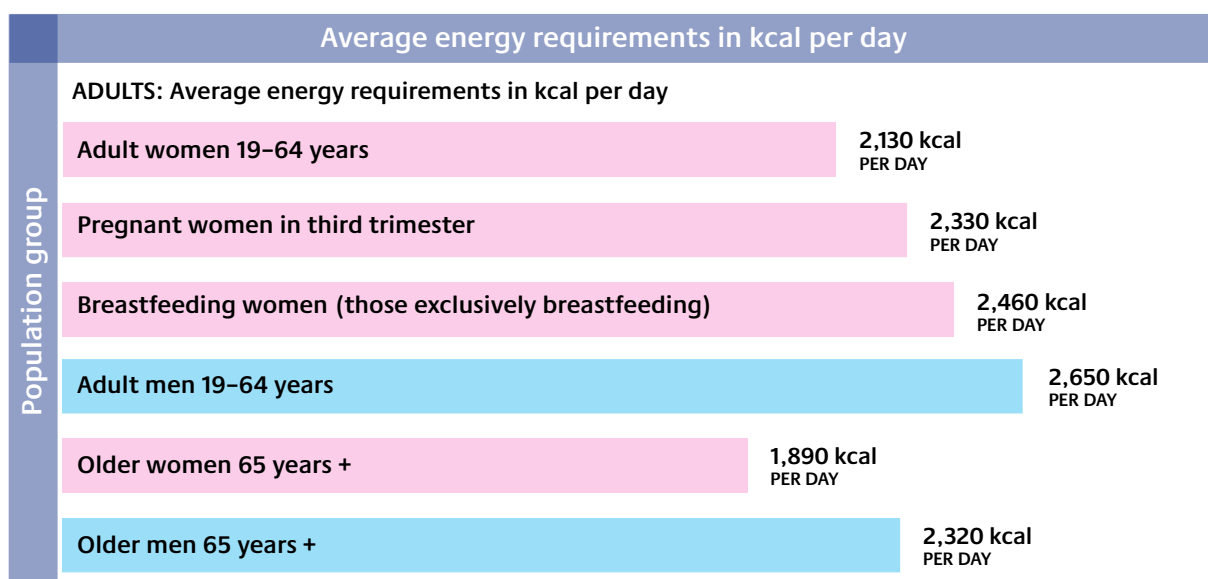 Average energy requirements in kcal per day
Population group
ADULTS: Average energy requirements in kcal per day
Adult women 19–64 years
2,130 kcal
PER DAY
Pregnant women in third trimester
2,330 kcal
PER DAY
Breastfeeding women (those exclusively breastfeeding)
2,460 kcal
PER DAY
Adult men 19–64 years
2,650 kcal
PER DAY
Older women 65 years +
1,890 kcal
PER DAY
Older men 65 years +
2,320 kcal
PER DAY